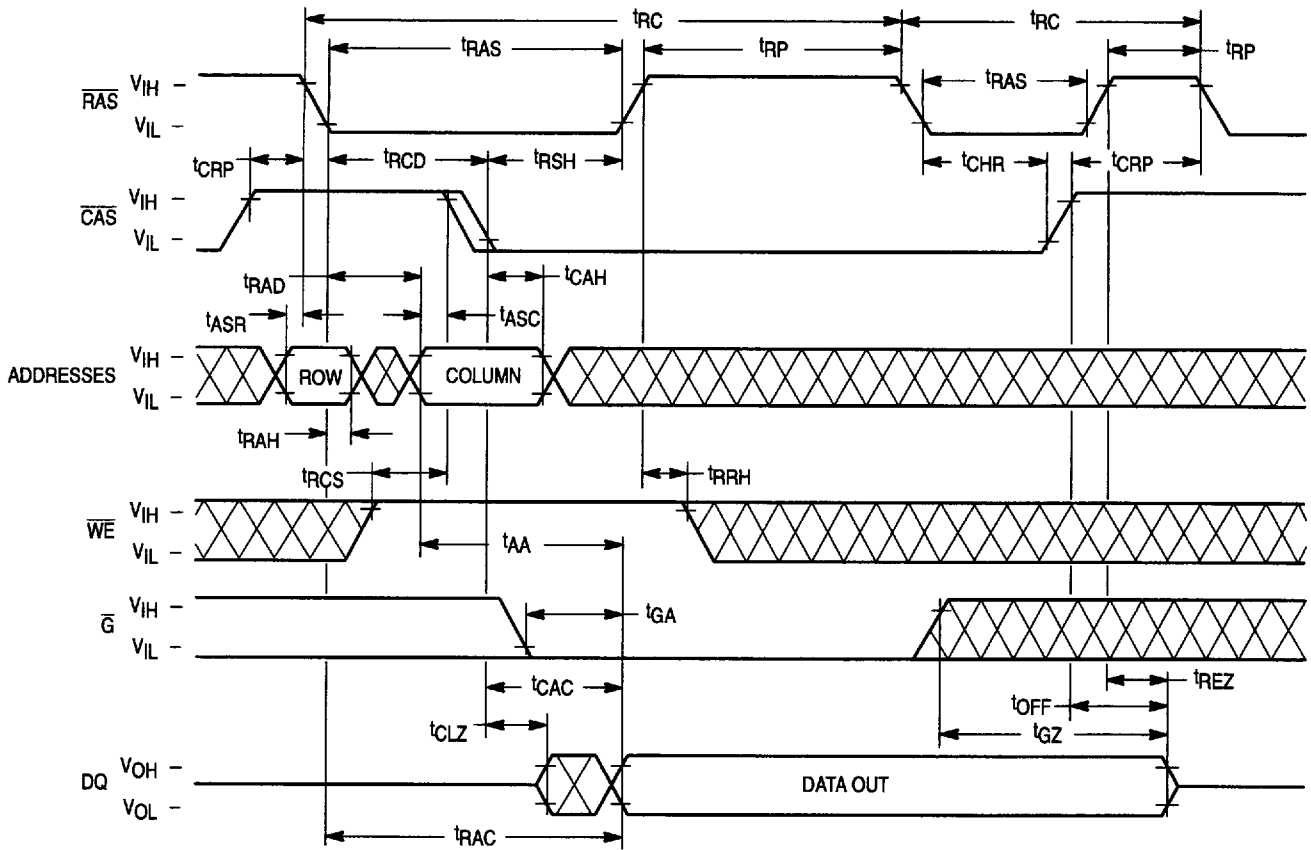 tRC tRC
tRAS tRP tRP
tRAS
RAS VIH –
VIL –
tCRP tRCD tRSH tCHR tCRP
CAS VIH –
VIL –
tRAD tCAH
tASR tASC
ADDRESSES VIH –
ROW COLUMN
VIL –
tRAH
tRCS tRRH
WE VIH –
VIL –
tAA
G VIH –
VIL –
tGA
tCAC tREZ
tOFF
tCLZ tGZ
DQ VOH –
DATA OUT
VOL –
tRAC